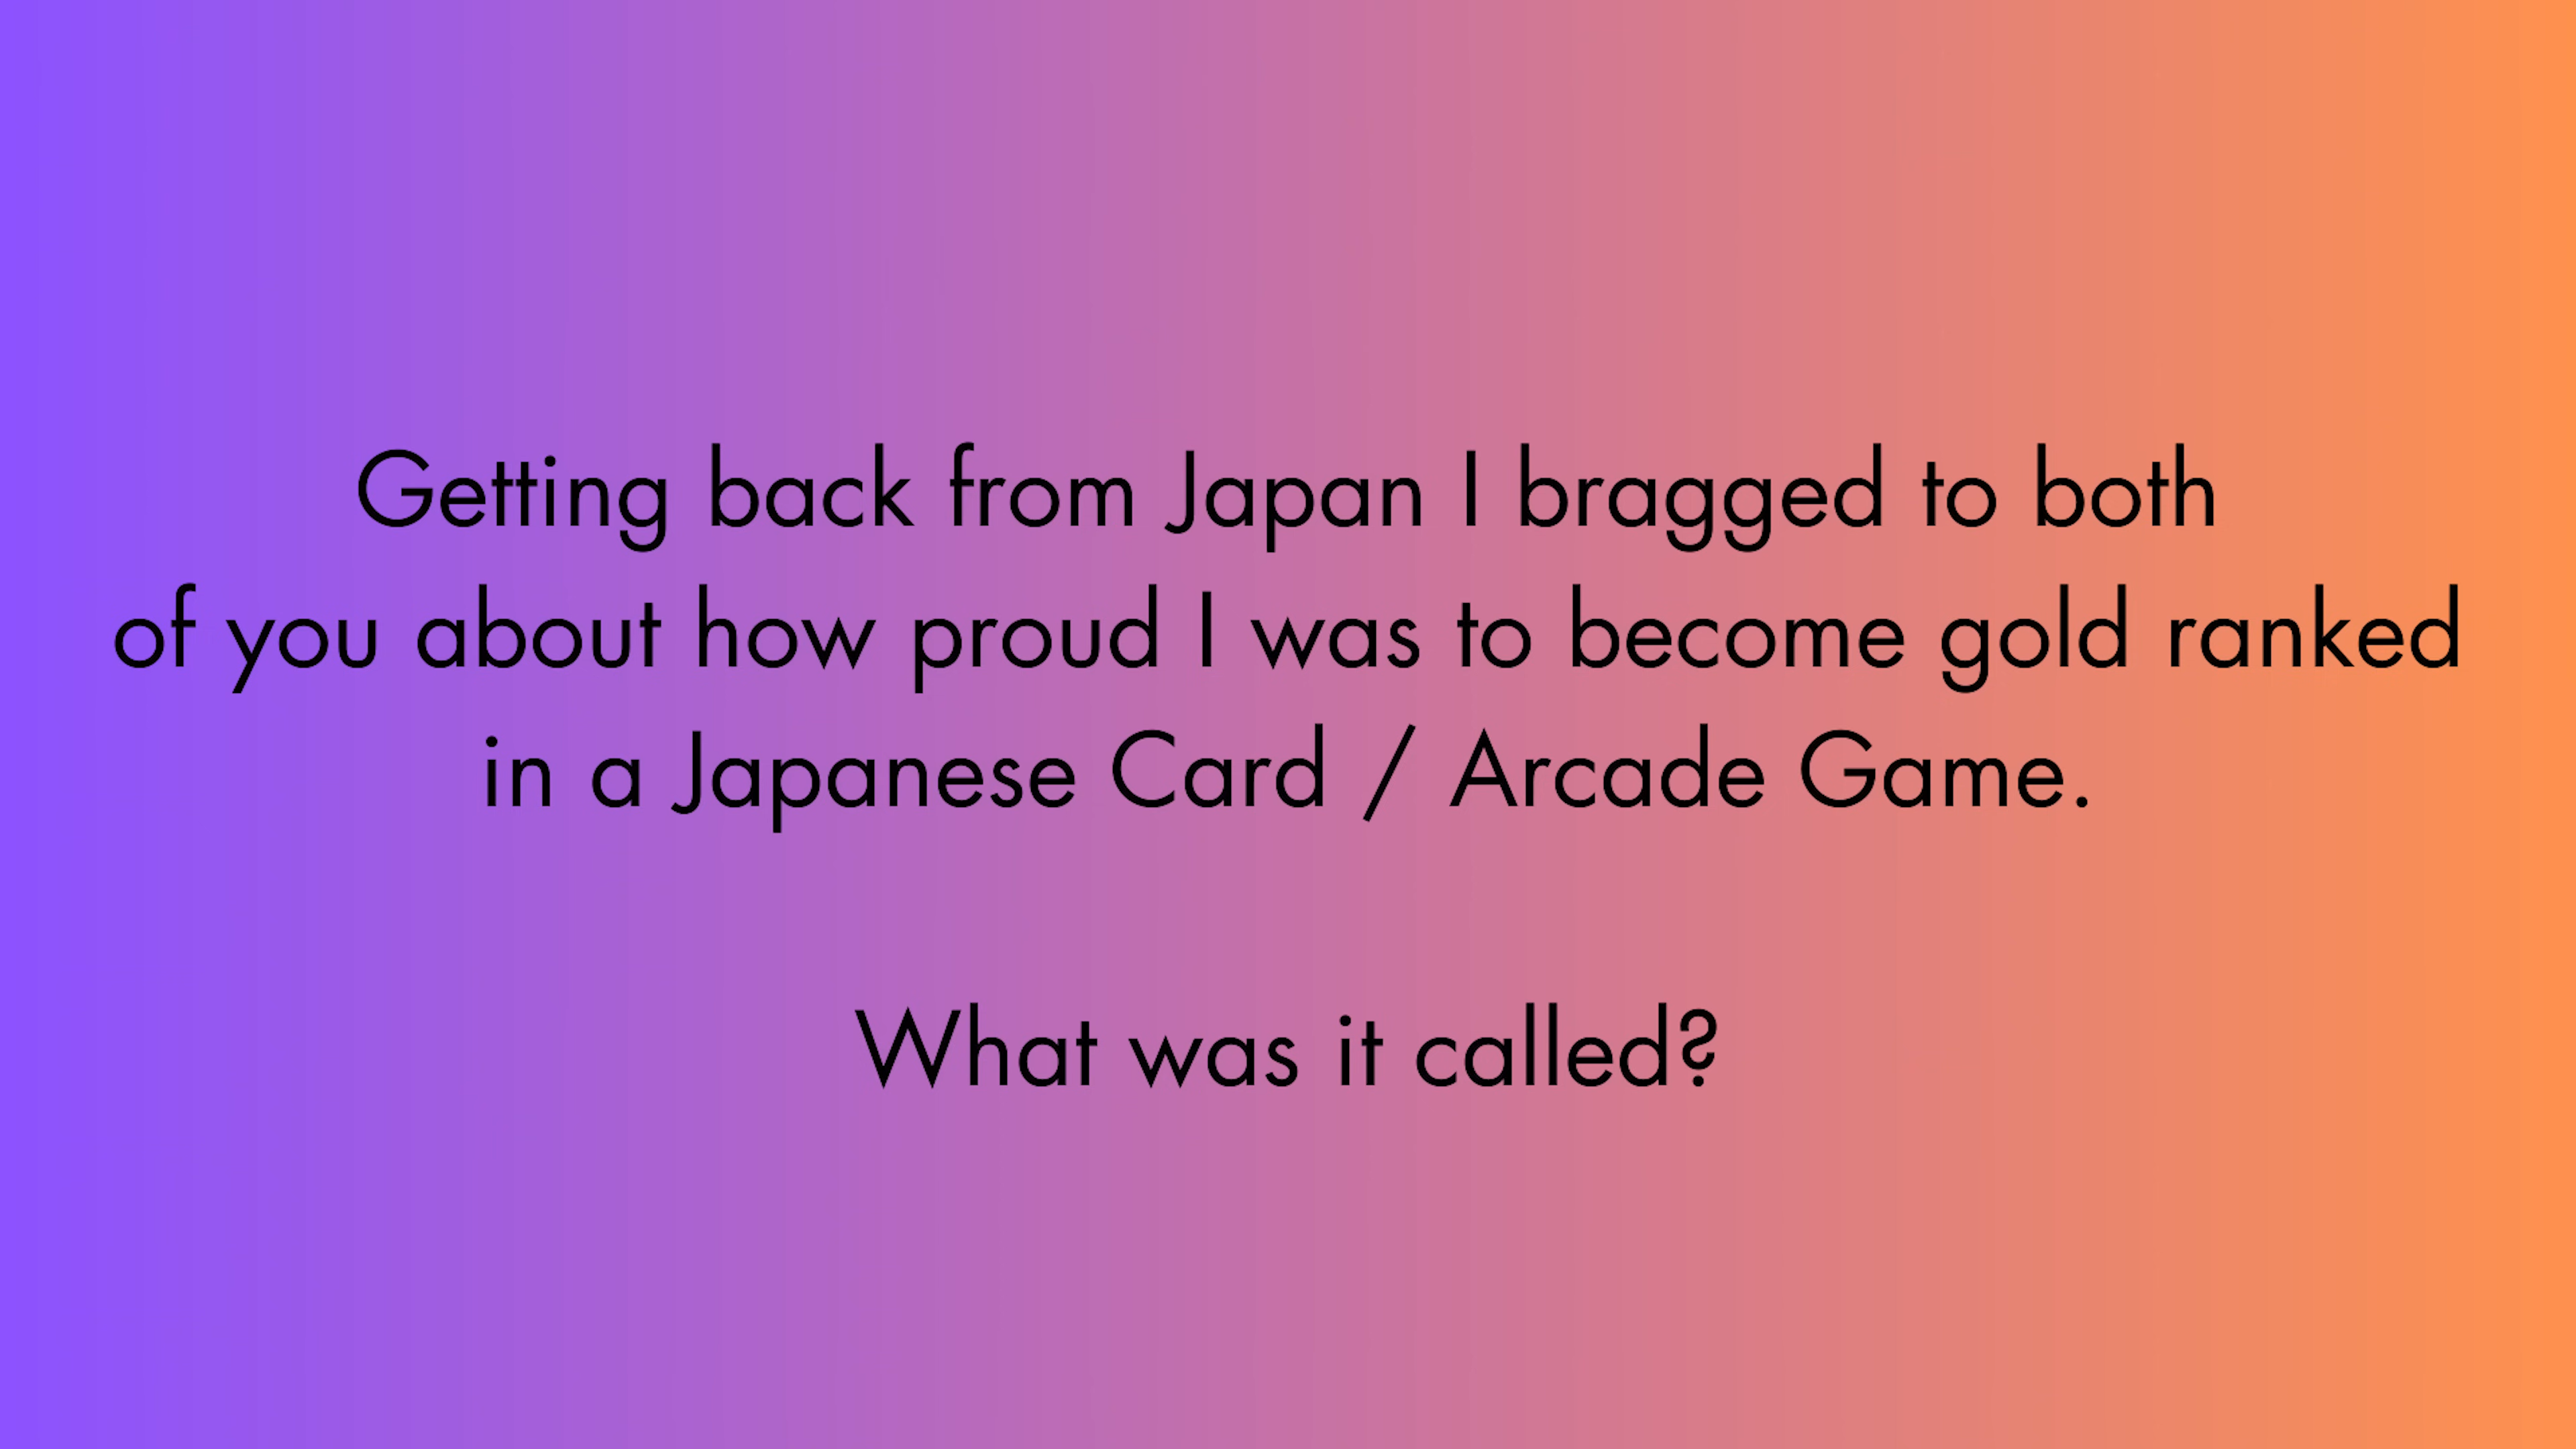 Getting back from Japan I bragged to both
of you about how proud I was to become gold ranked
in a Japanese Card / Arcade Game.
What was it called?